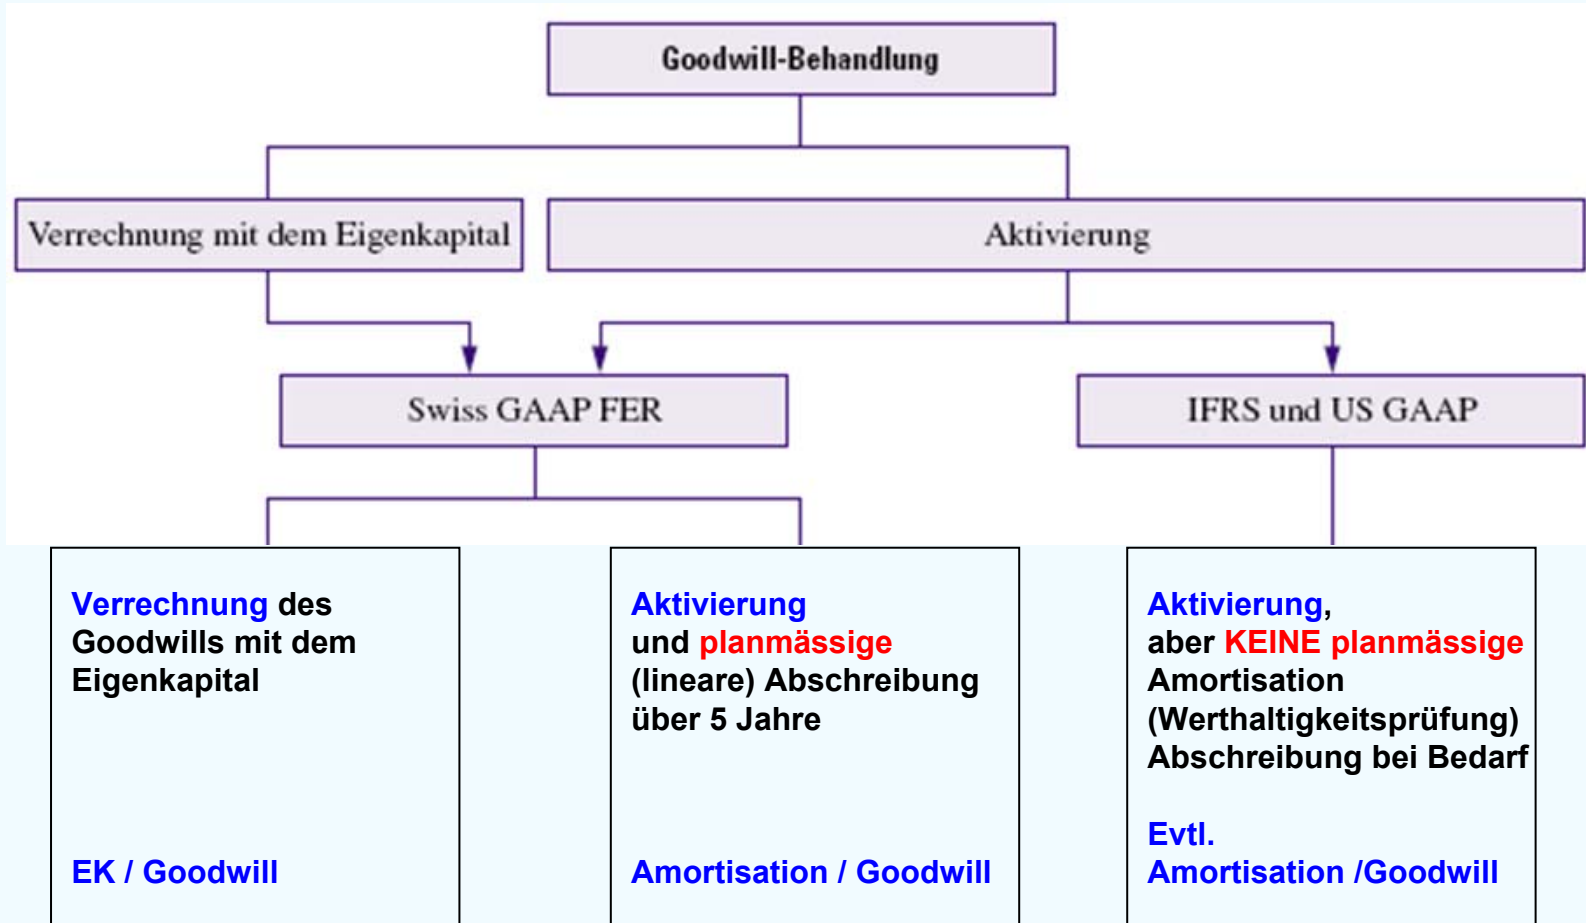 Goodwill-Behandlung
Verrechnung mit dem Eigenkapital
Aktivierung
Swiss GAAP FER
IFRS und US GAAP
Verrechnung des
Goodwills mit dem
Eigenkapital
EK / Goodwill
Aktivierung
und planmässige
(lineare) Abschreibung
über 5 Jahre
Amortisation / Goodwill
Aktivierung,
aber KEINE planmässige
Amortisation
(Werthaltigkeitsprüfung)
Abschreibung bei Bedarf
Evtl.
Amortisation /Goodwill